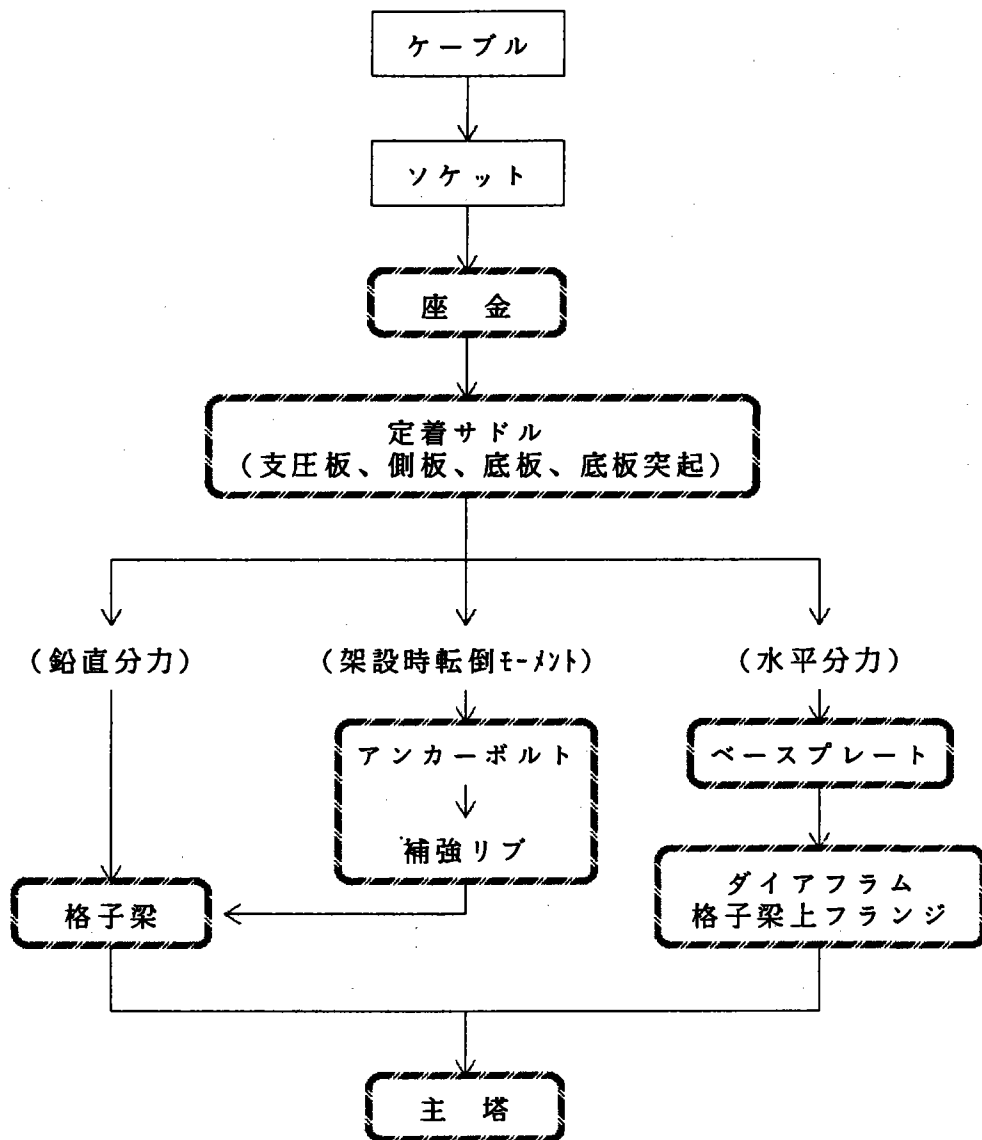 ケーブル
ソケット
座 金
定着サドル
（支圧板、側板、底板、底板突起）
（鉛直分力）
（架設時転倒ﾓｰﾒﾝﾄ）
（水平分力）
アンカーボルト
補強リブ
ベースプレート
格子梁
ダイアフラム
格子梁上フランジ
主 塔